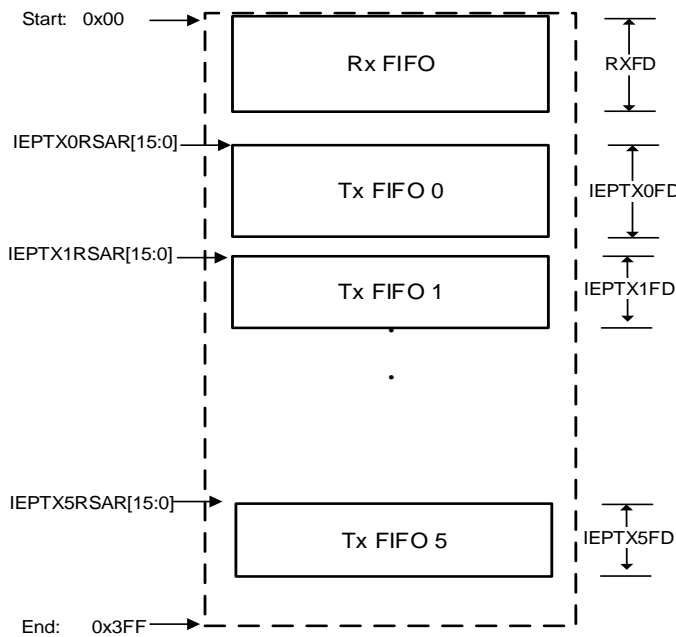 Start: 0x00
Rx FIFO
RXFD
IEPTX0RSAR[15:0]
Tx FIFO 0
IEPTX0FD
IEPTX1RSAR[15:0]
Tx FIFO 1
IEPTX1FD
IEPTX5RSAR[15:0]
Tx FIFO 5
IEPTX5FD
End: 0x3FF